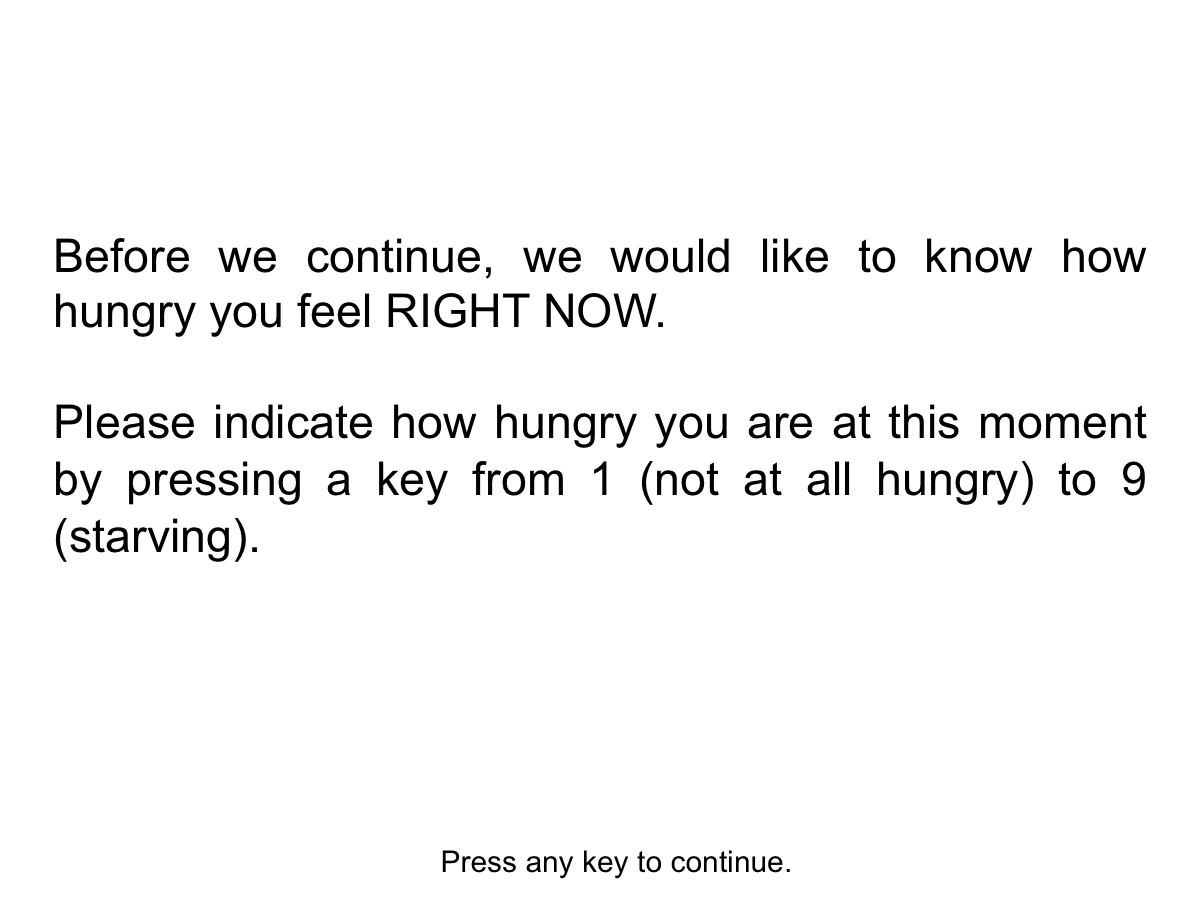 Before we continue, we would like to know how
hungry you feel RIGHT NOW.
Please indicate how hungry you are at this moment
by pressing a key from 1 (not at all hungry) to 9
(starving).
Press any key to continue.